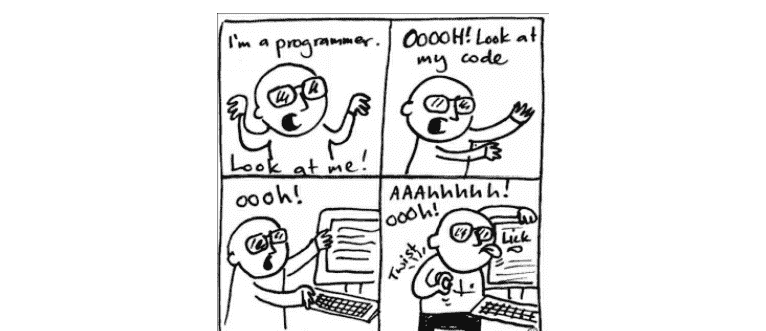 I'm a programmer.
Look at me!
OOOOH! Look at
my code
oooh!
AAAhhhhh!
oooh!
Twist
Lick